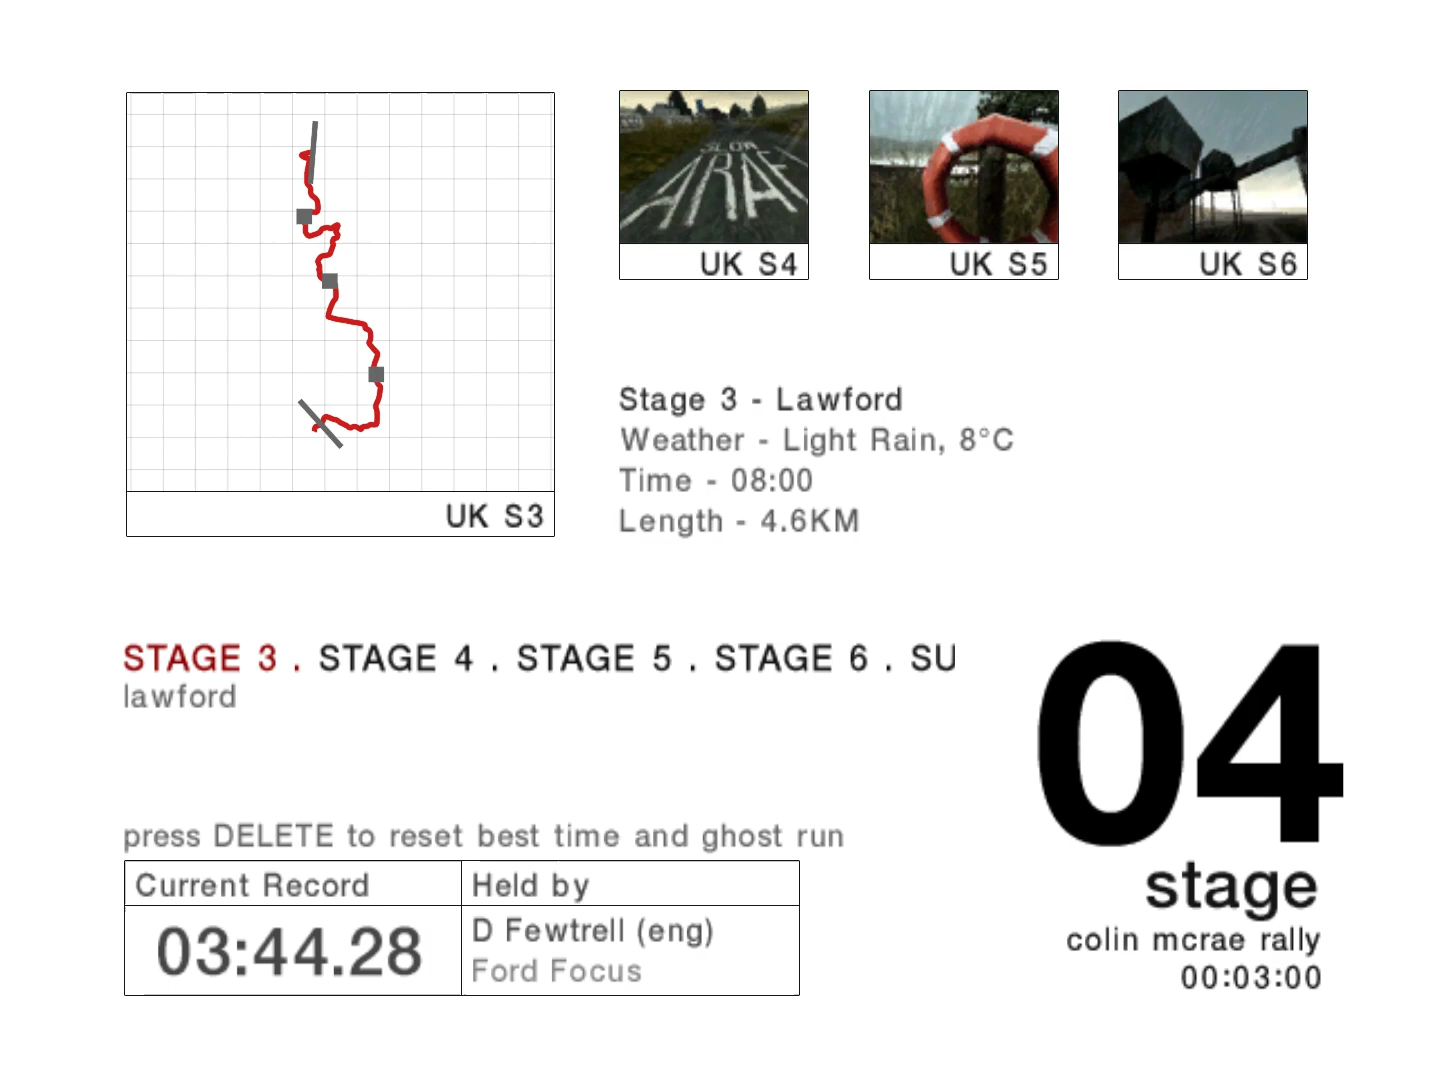 SLOW
ARAF
UK S3
UK S4
UK S5
UK S6
Stage 3 - Lawford
Weather - Light Rain, 8°C
Time - 08:00
Length - 4.6KM
STAGE 3 . STAGE 4 . STAGE 5 . STAGE 6 . SU
lawford
press DELETE to reset best time and ghost run
Current Record
Held by
03:44.28
D Fewtrell (eng)
Ford Focus
04
stage
colin mcrae rally
00:03:00